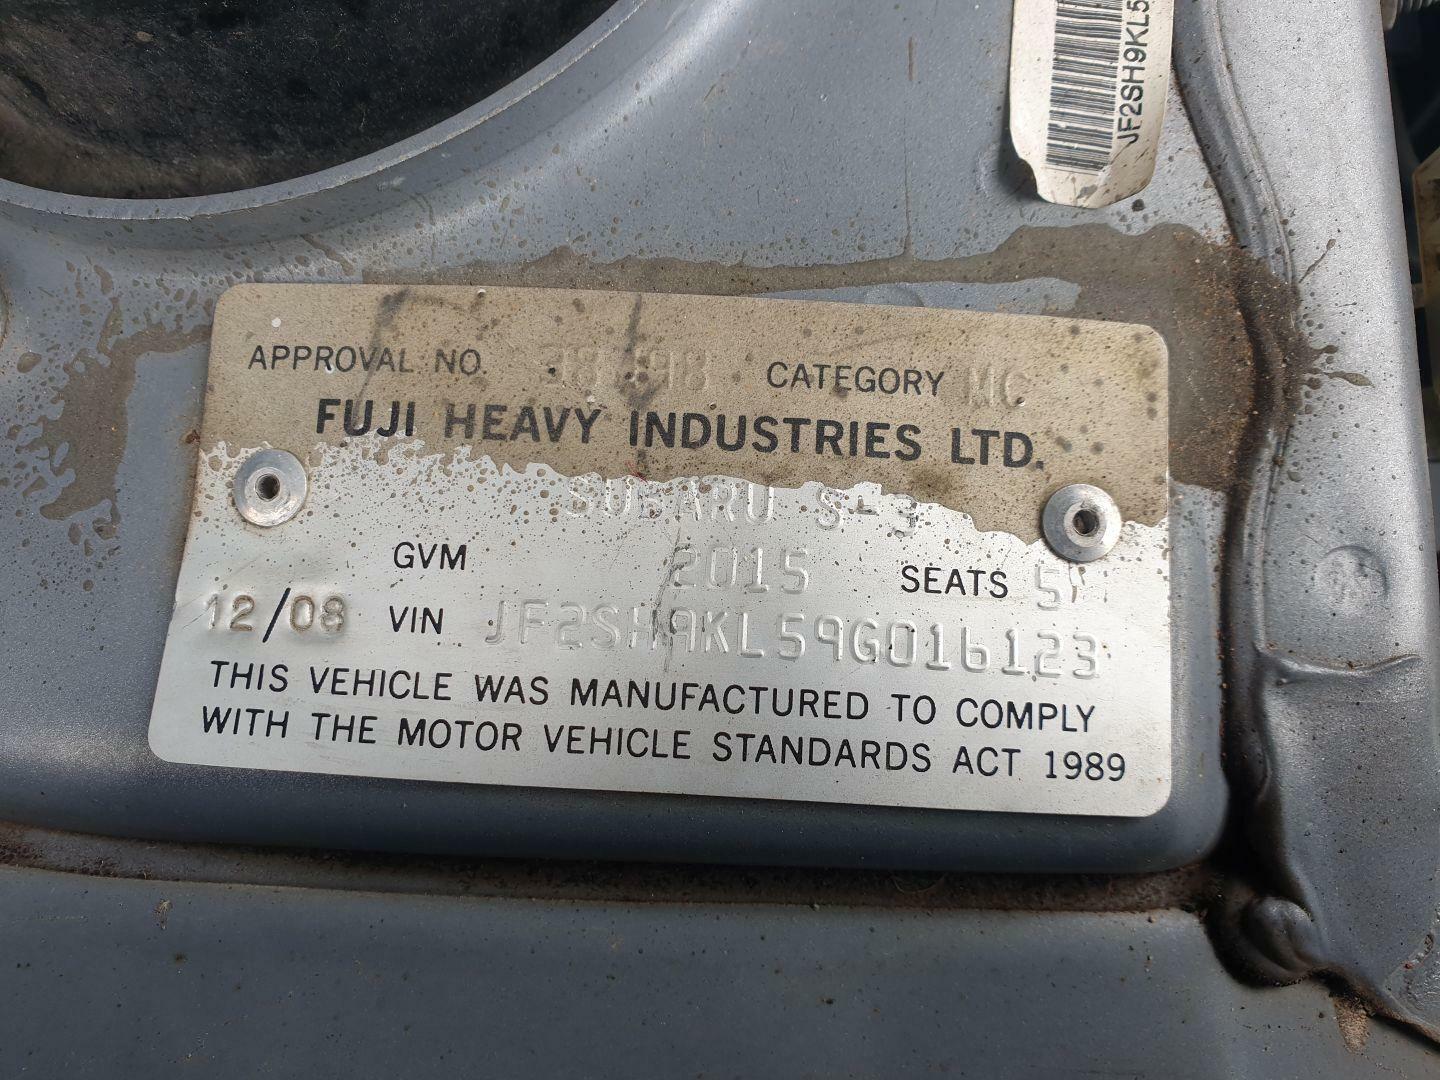 JF2SH9KL5
APPROVAL NO. CATEGORY MC
FUJI HEAVY INDUSTRIES LTD.
SUBARU S-3
GVM 2015 SEATS 5
12/08 VIN JF2SH9KL59G016123
THIS VEHICLE WAS MANUFACTURED TO COMPLY
WITH THE MOTOR VEHICLE STANDARDS ACT 1989